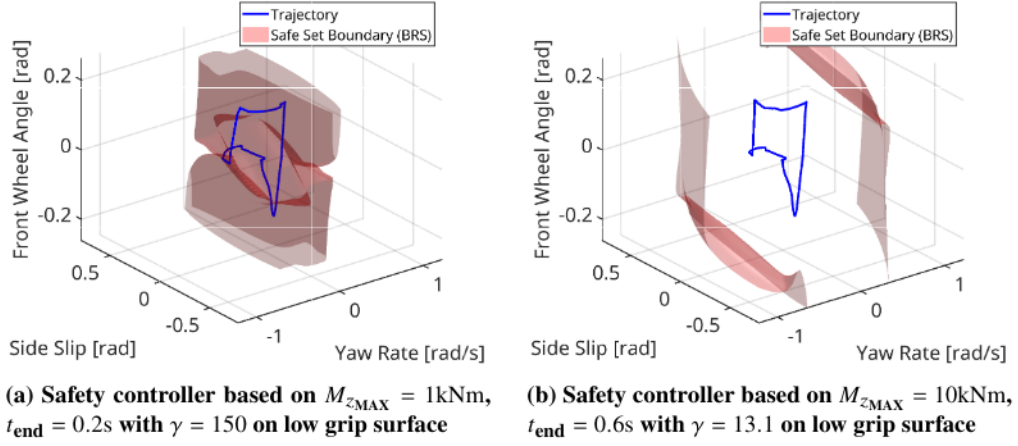 Trajectory
Safe Set Boundary (BRS)
Front Wheel Angle [rad]
0.2
0
-0.2
0.5
0
-0.5
Side Slip [rad]
-1
0
1
Yaw Rate [rad/s]
(a) Safety controller based on M_zMAX = 1kNm,
t_end = 0.2s with γ = 150 on low grip surface
Trajectory
Safe Set Boundary (BRS)
Front Wheel Angle [rad]
0.2
0
-0.2
0.5
0
-0.5
Side Slip [rad]
-1
0
1
Yaw Rate [rad/s]
(b) Safety controller based on M_zMAX = 10kNm,
t_end = 0.6s with γ = 13.1 on low grip surface